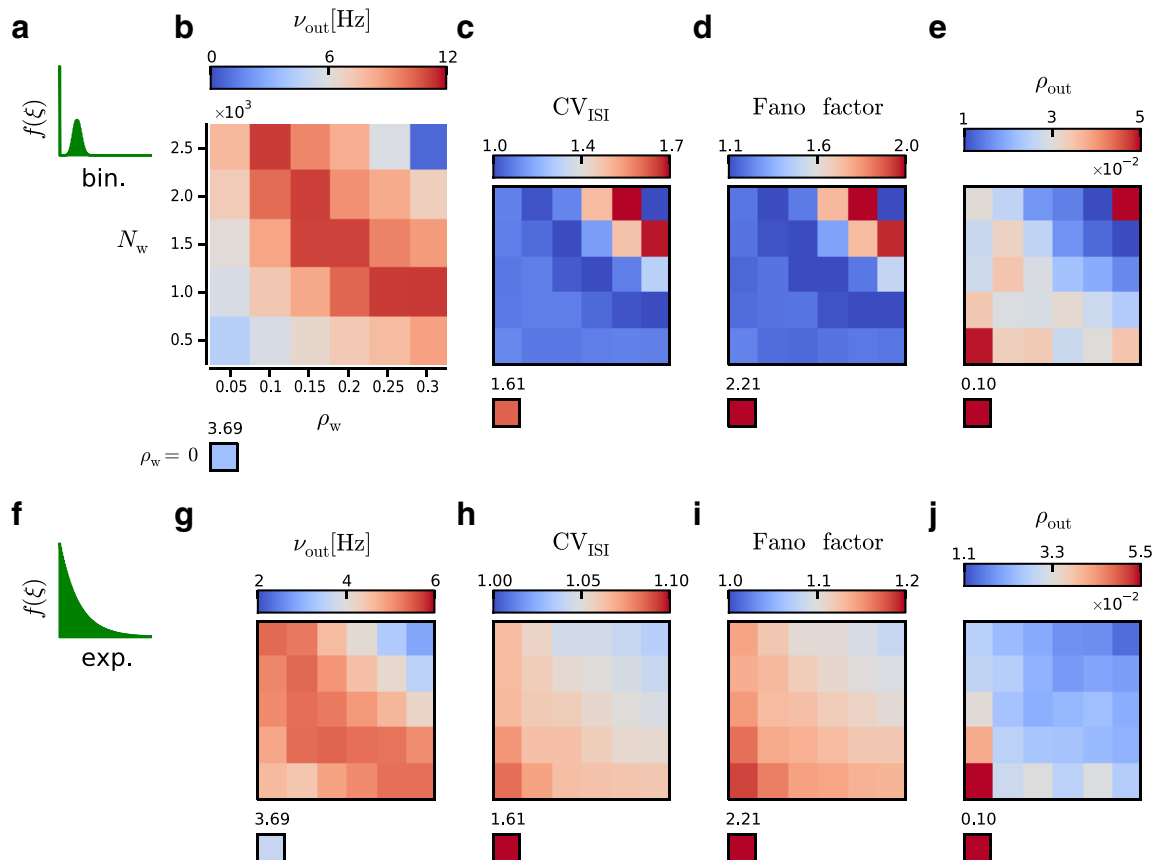 a
f(ξ)
bin.
b
ν_out[Hz]
0 6 12
×10³
2.5
2.0
N_w
1.5
1.0
0.5
0.05 0.1 0.15 0.2 0.25 0.3
ρ_w
3.69
ρ_w = 0
c
CV_ISI
1.0 1.4 1.7
1.61
d
Fano factor
1.1 1.6 2.0
2.21
e
ρ_out
1 3 5
×10⁻²
0.10
f
f(ξ)
exp.
g
ν_out[Hz]
2 4 6
3.69
h
CV_ISI
1.00 1.05 1.10
1.61
i
Fano factor
1.0 1.1 1.2
2.21
j
ρ_out
1.1 3.3 5.5
×10⁻²
0.10